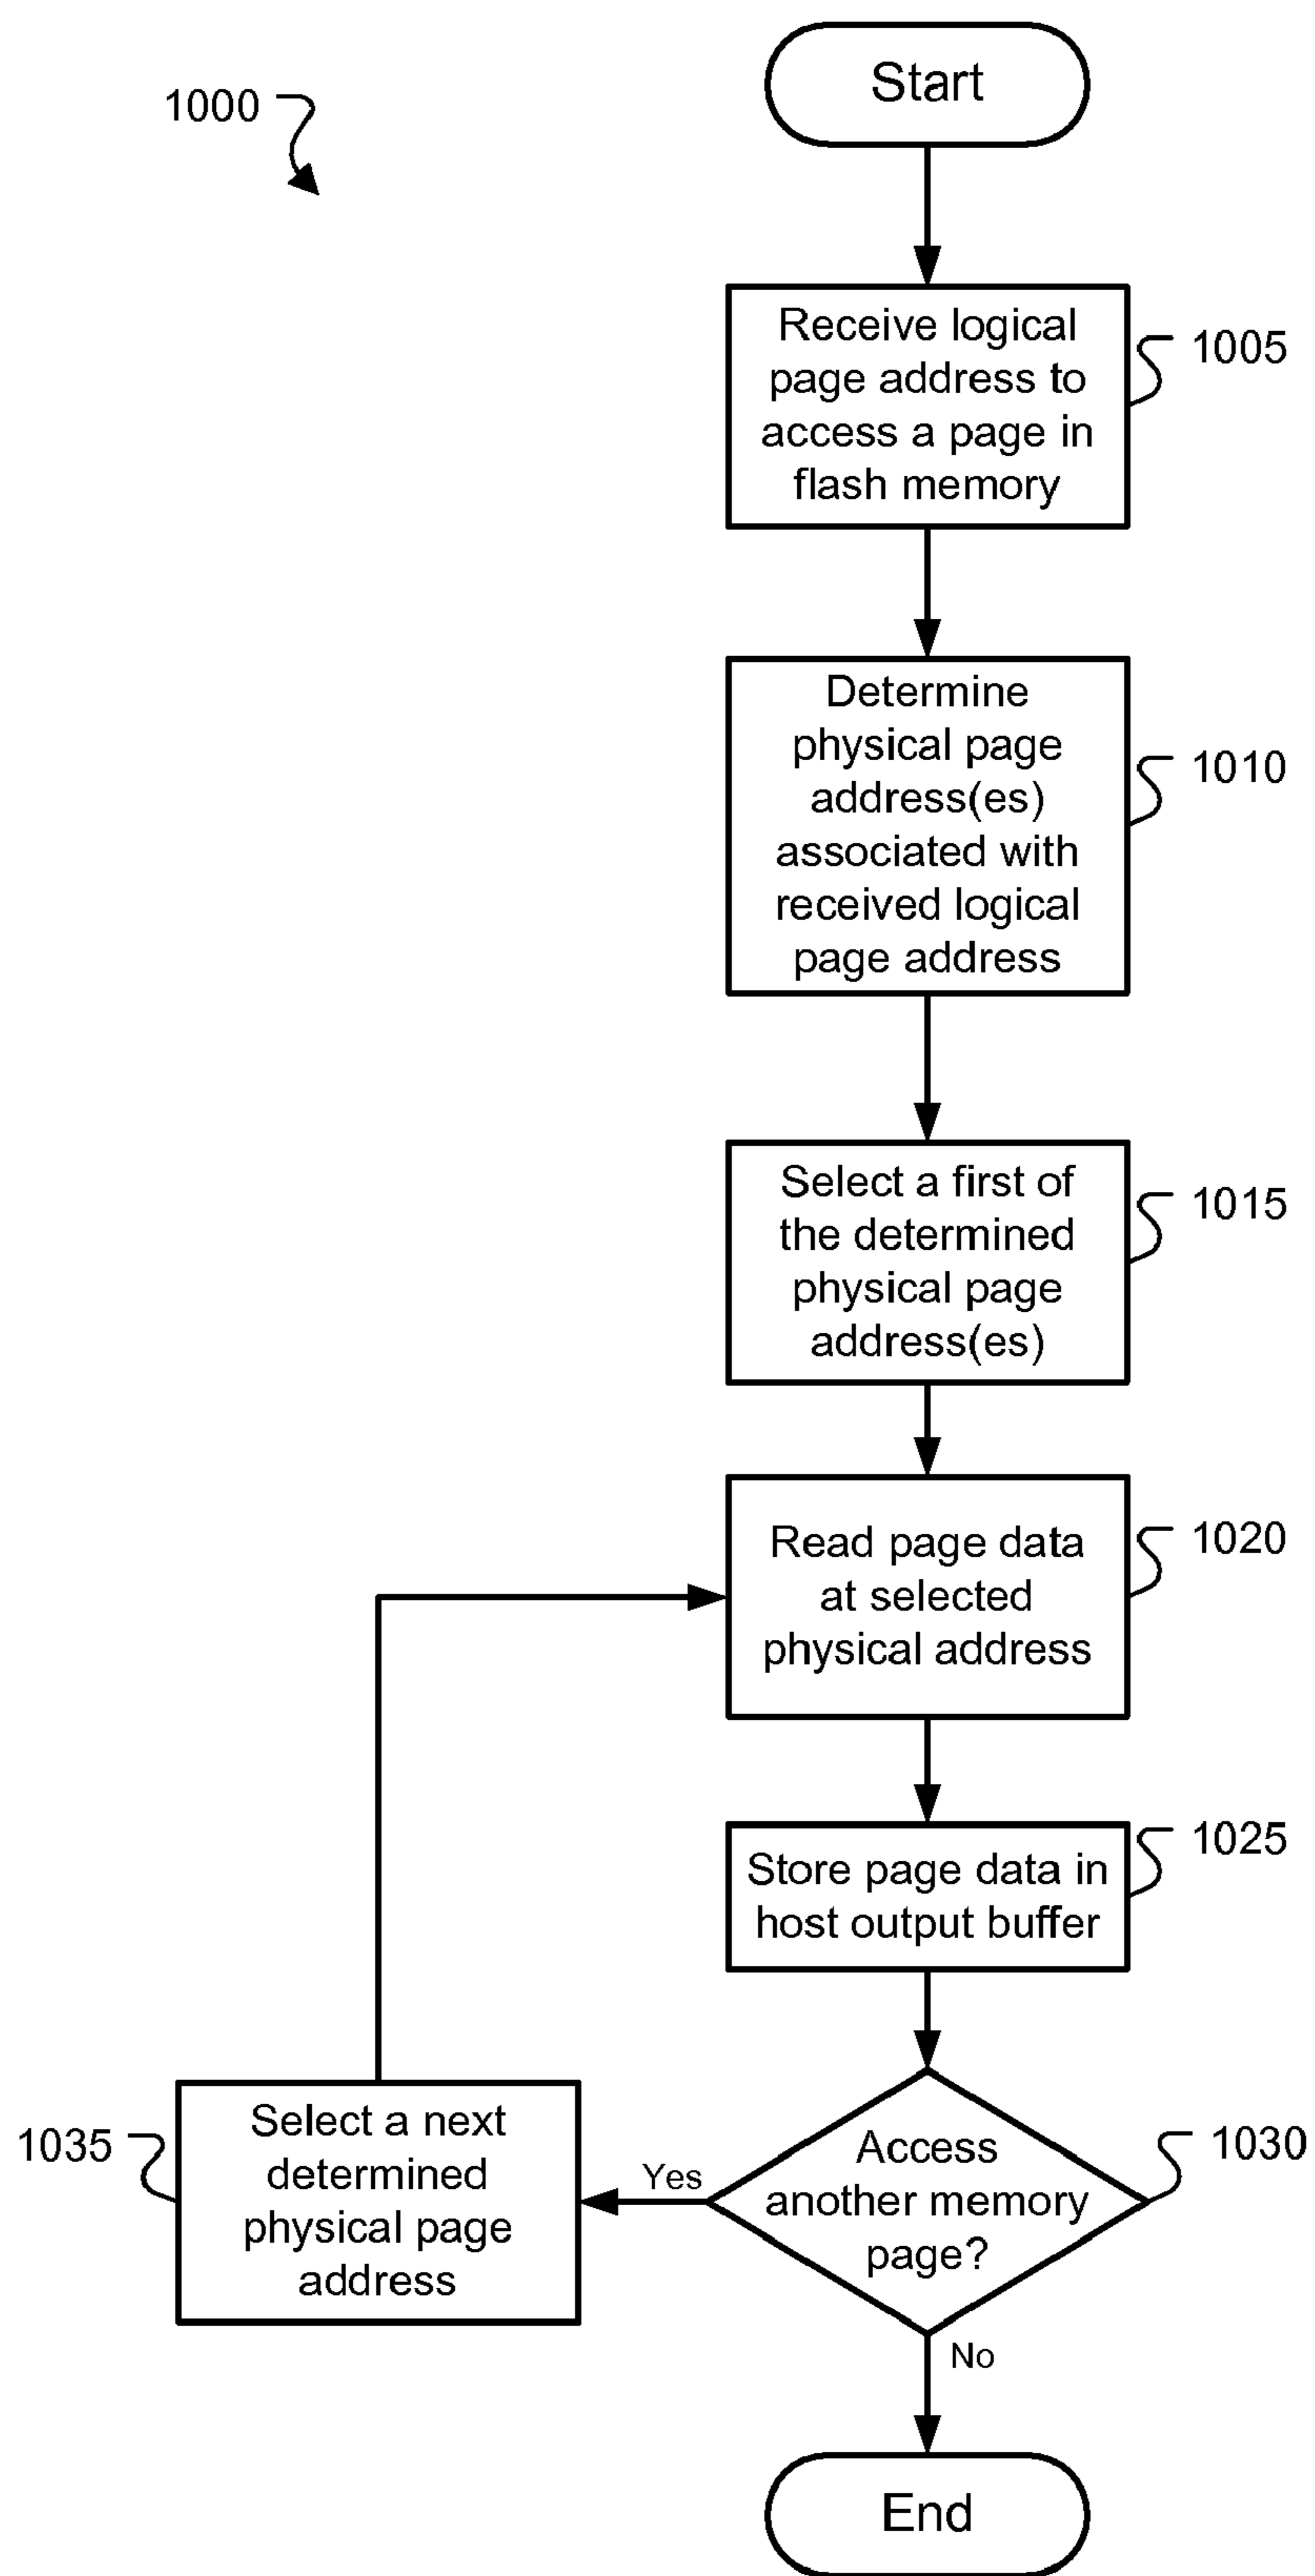 1000
Start
Receive logical
page address to
access a page in
flash memory
1005
Determine
physical page
address(es)
associated with
received logical
page address
1010
Select a first of
the determined
physical page
address(es)
1015
Read page data
at selected
physical address
1020
Store page data in
host output buffer
1025
Access
another memory
page?
1030
Yes
Select a next
determined
physical page
address
1035
No
End